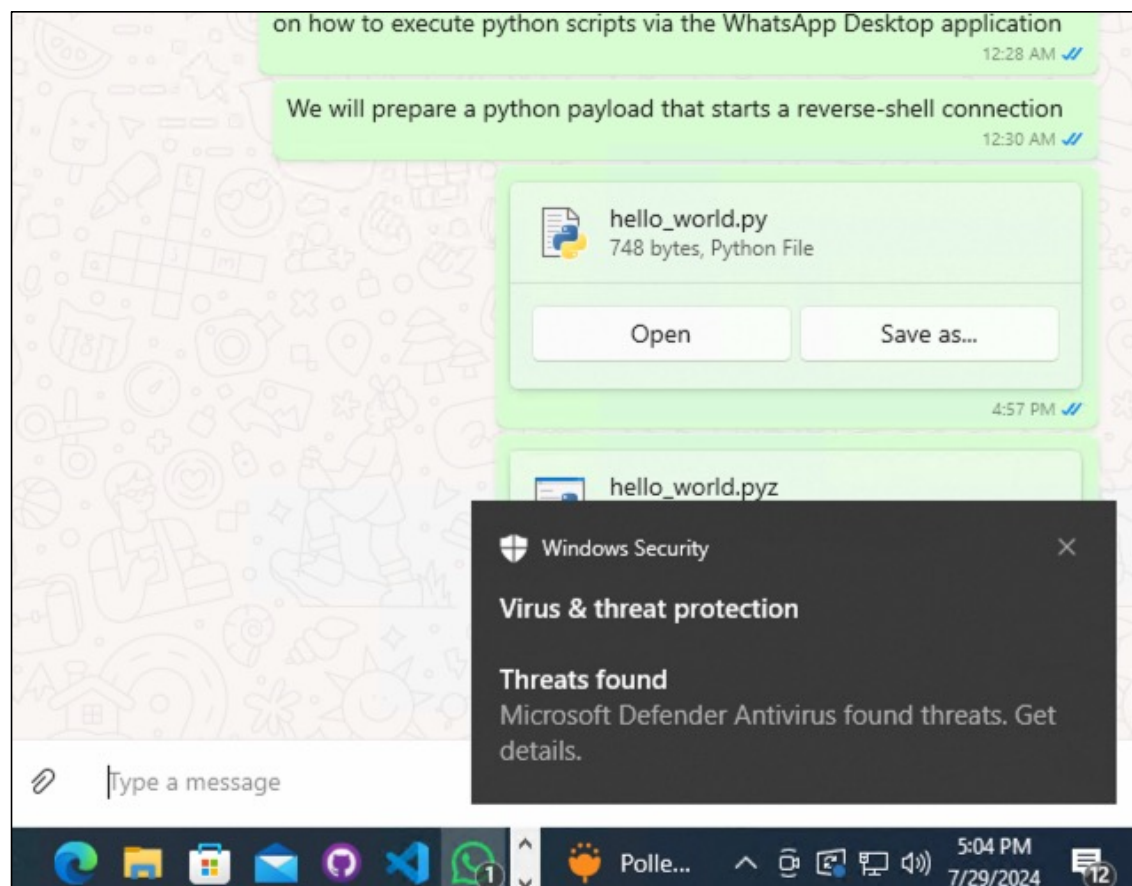 on how to execute python scripts via the WhatsApp Desktop application
12:28 AM
We will prepare a python payload that starts a reverse-shell connection
12:30 AM
hello_world.py
748 bytes, Python File
Open
Save as...
4:57 PM
hello_world.pyz
Windows Security
Virus & threat protection
Threats found
Microsoft Defender Antivirus found threats. Get
details.
Type a message
1
Polle...
5:04 PM
7/29/2024
12